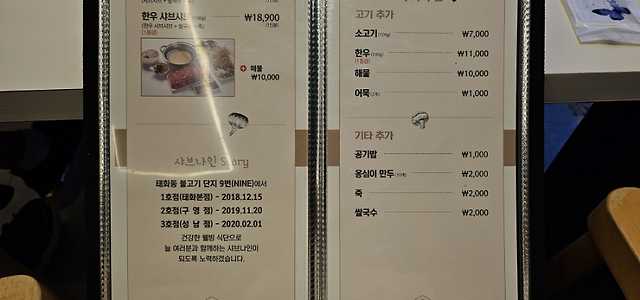 한우 샤브샤브 ₩18,900
(한우 샤브 + 쌀국수 + 죽)
(1등급)
해물
₩10,000
샤브나인 Story
태화동 불고기 단지 9번(NINE)에서
1호점(태화본점) - 2018.12.15
2호점(구 영 점) - 2019.11.20
3호점(성 남 점) - 2020.02.01
건강한 웰빙 식단으로
늘 여러분과 함께하는 샤브나인이
되도록 노력하겠습니다.
고기 추가
소고기 ₩7,000
한우 ₩11,000
(1등급)
해물 ₩10,000
어묵 ₩1,000
기타 추가
공기밥 ₩1,000
옹심이 만두 ₩2,000
죽 ₩2,000
쌀국수 ₩2,000